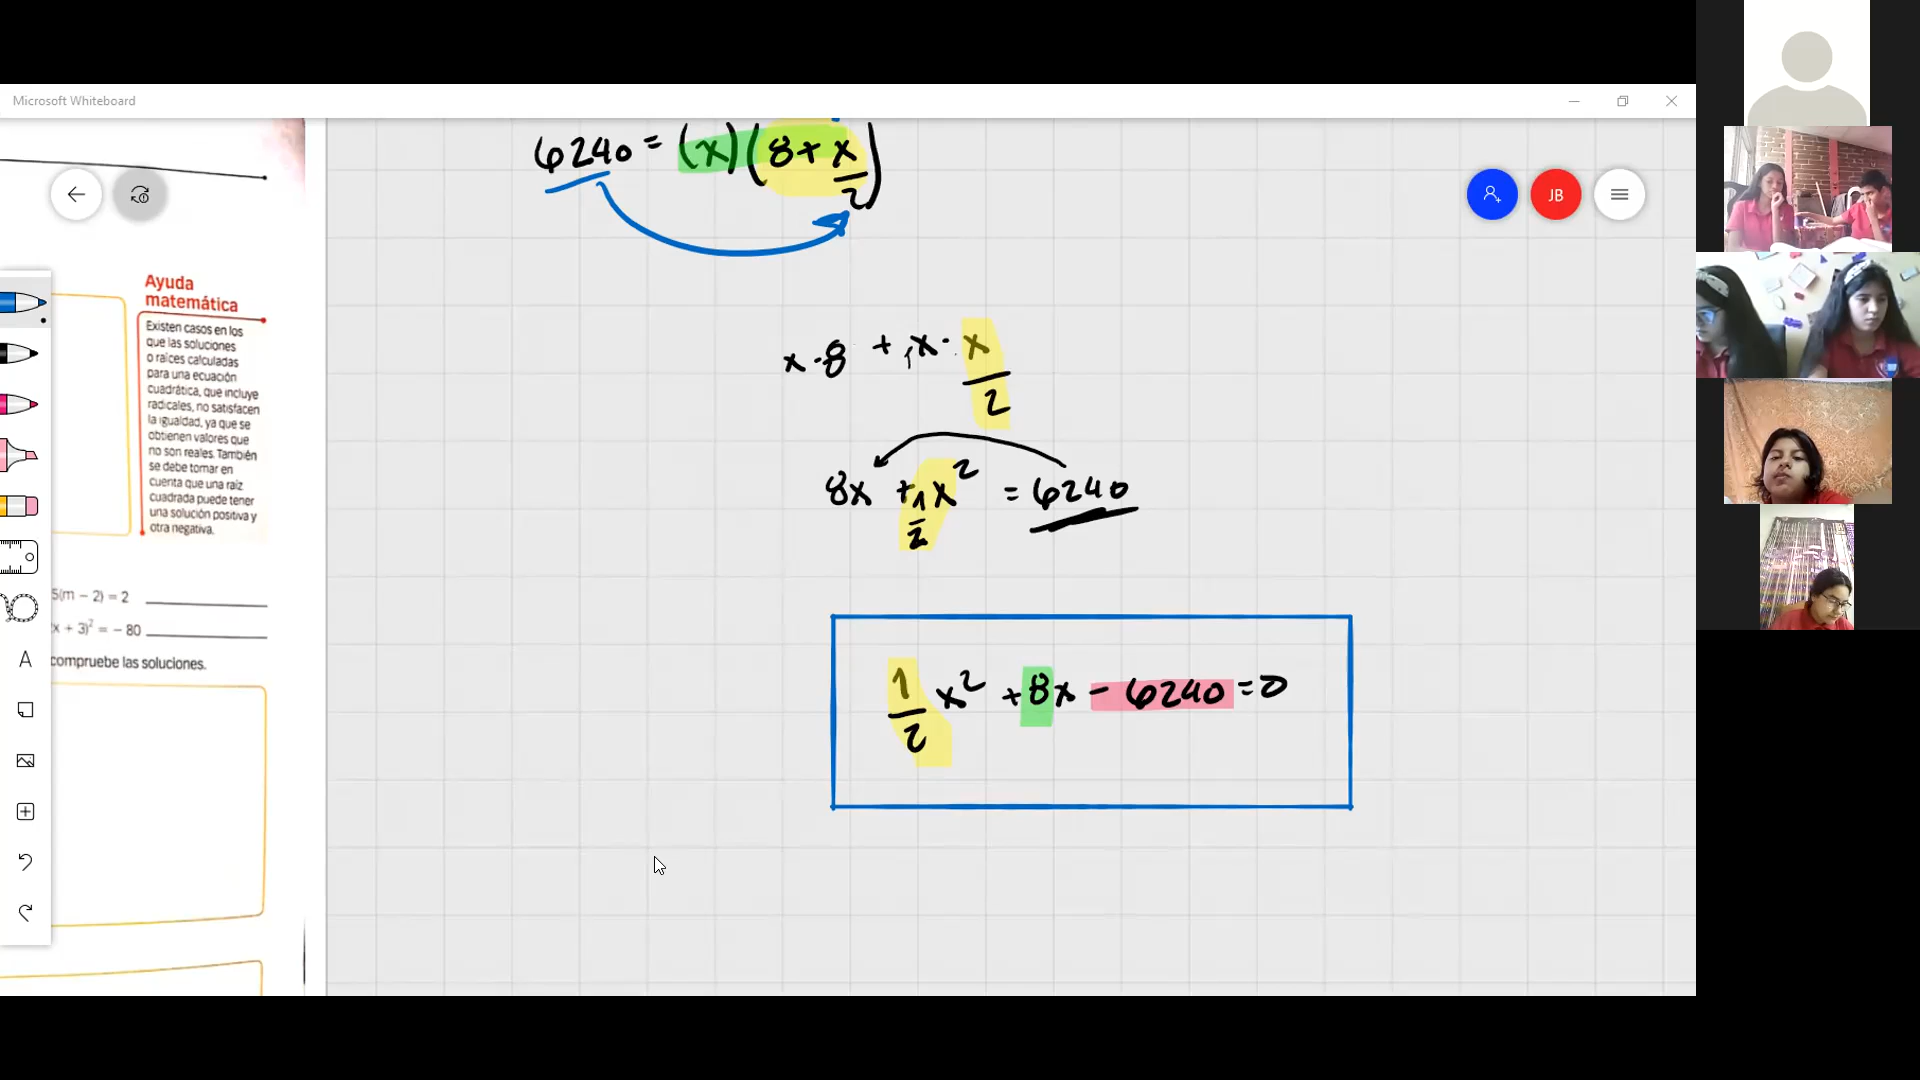 Microsoft Whiteboard
6240 = (x)(8 + x/2)
JB
Ayuda
matemática
Existen casos en los
que las soluciones
o raíces calculadas
para una ecuación
cuadrática, que incluye
radicales, no satisfacen
la igualdad, ya que se
obtienen valores que
no son reales. También
se debe tomar en
cuenta que una raíz
cuadrada puede tener
una solución positiva y
otra negativa.
x · 8 + 1x · x/2
8x + 1/2 x² = 6240
5(m − 2) = 2
x + 3)² = − 80
compruebe las soluciones.
1/2 x² + 8x − 6240 = 0
A